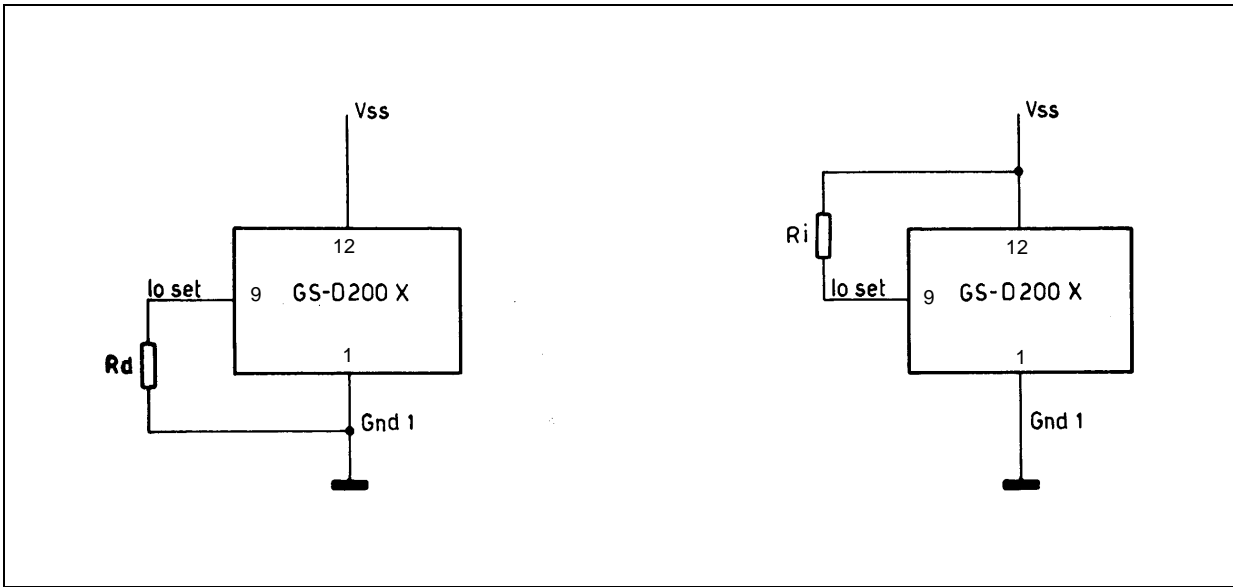 Vss
12
Io set
9
GS-D200 X
Rd
1
Gnd 1
Vss
Ri
12
Io set
9
GS-D200 X
1
Gnd 1